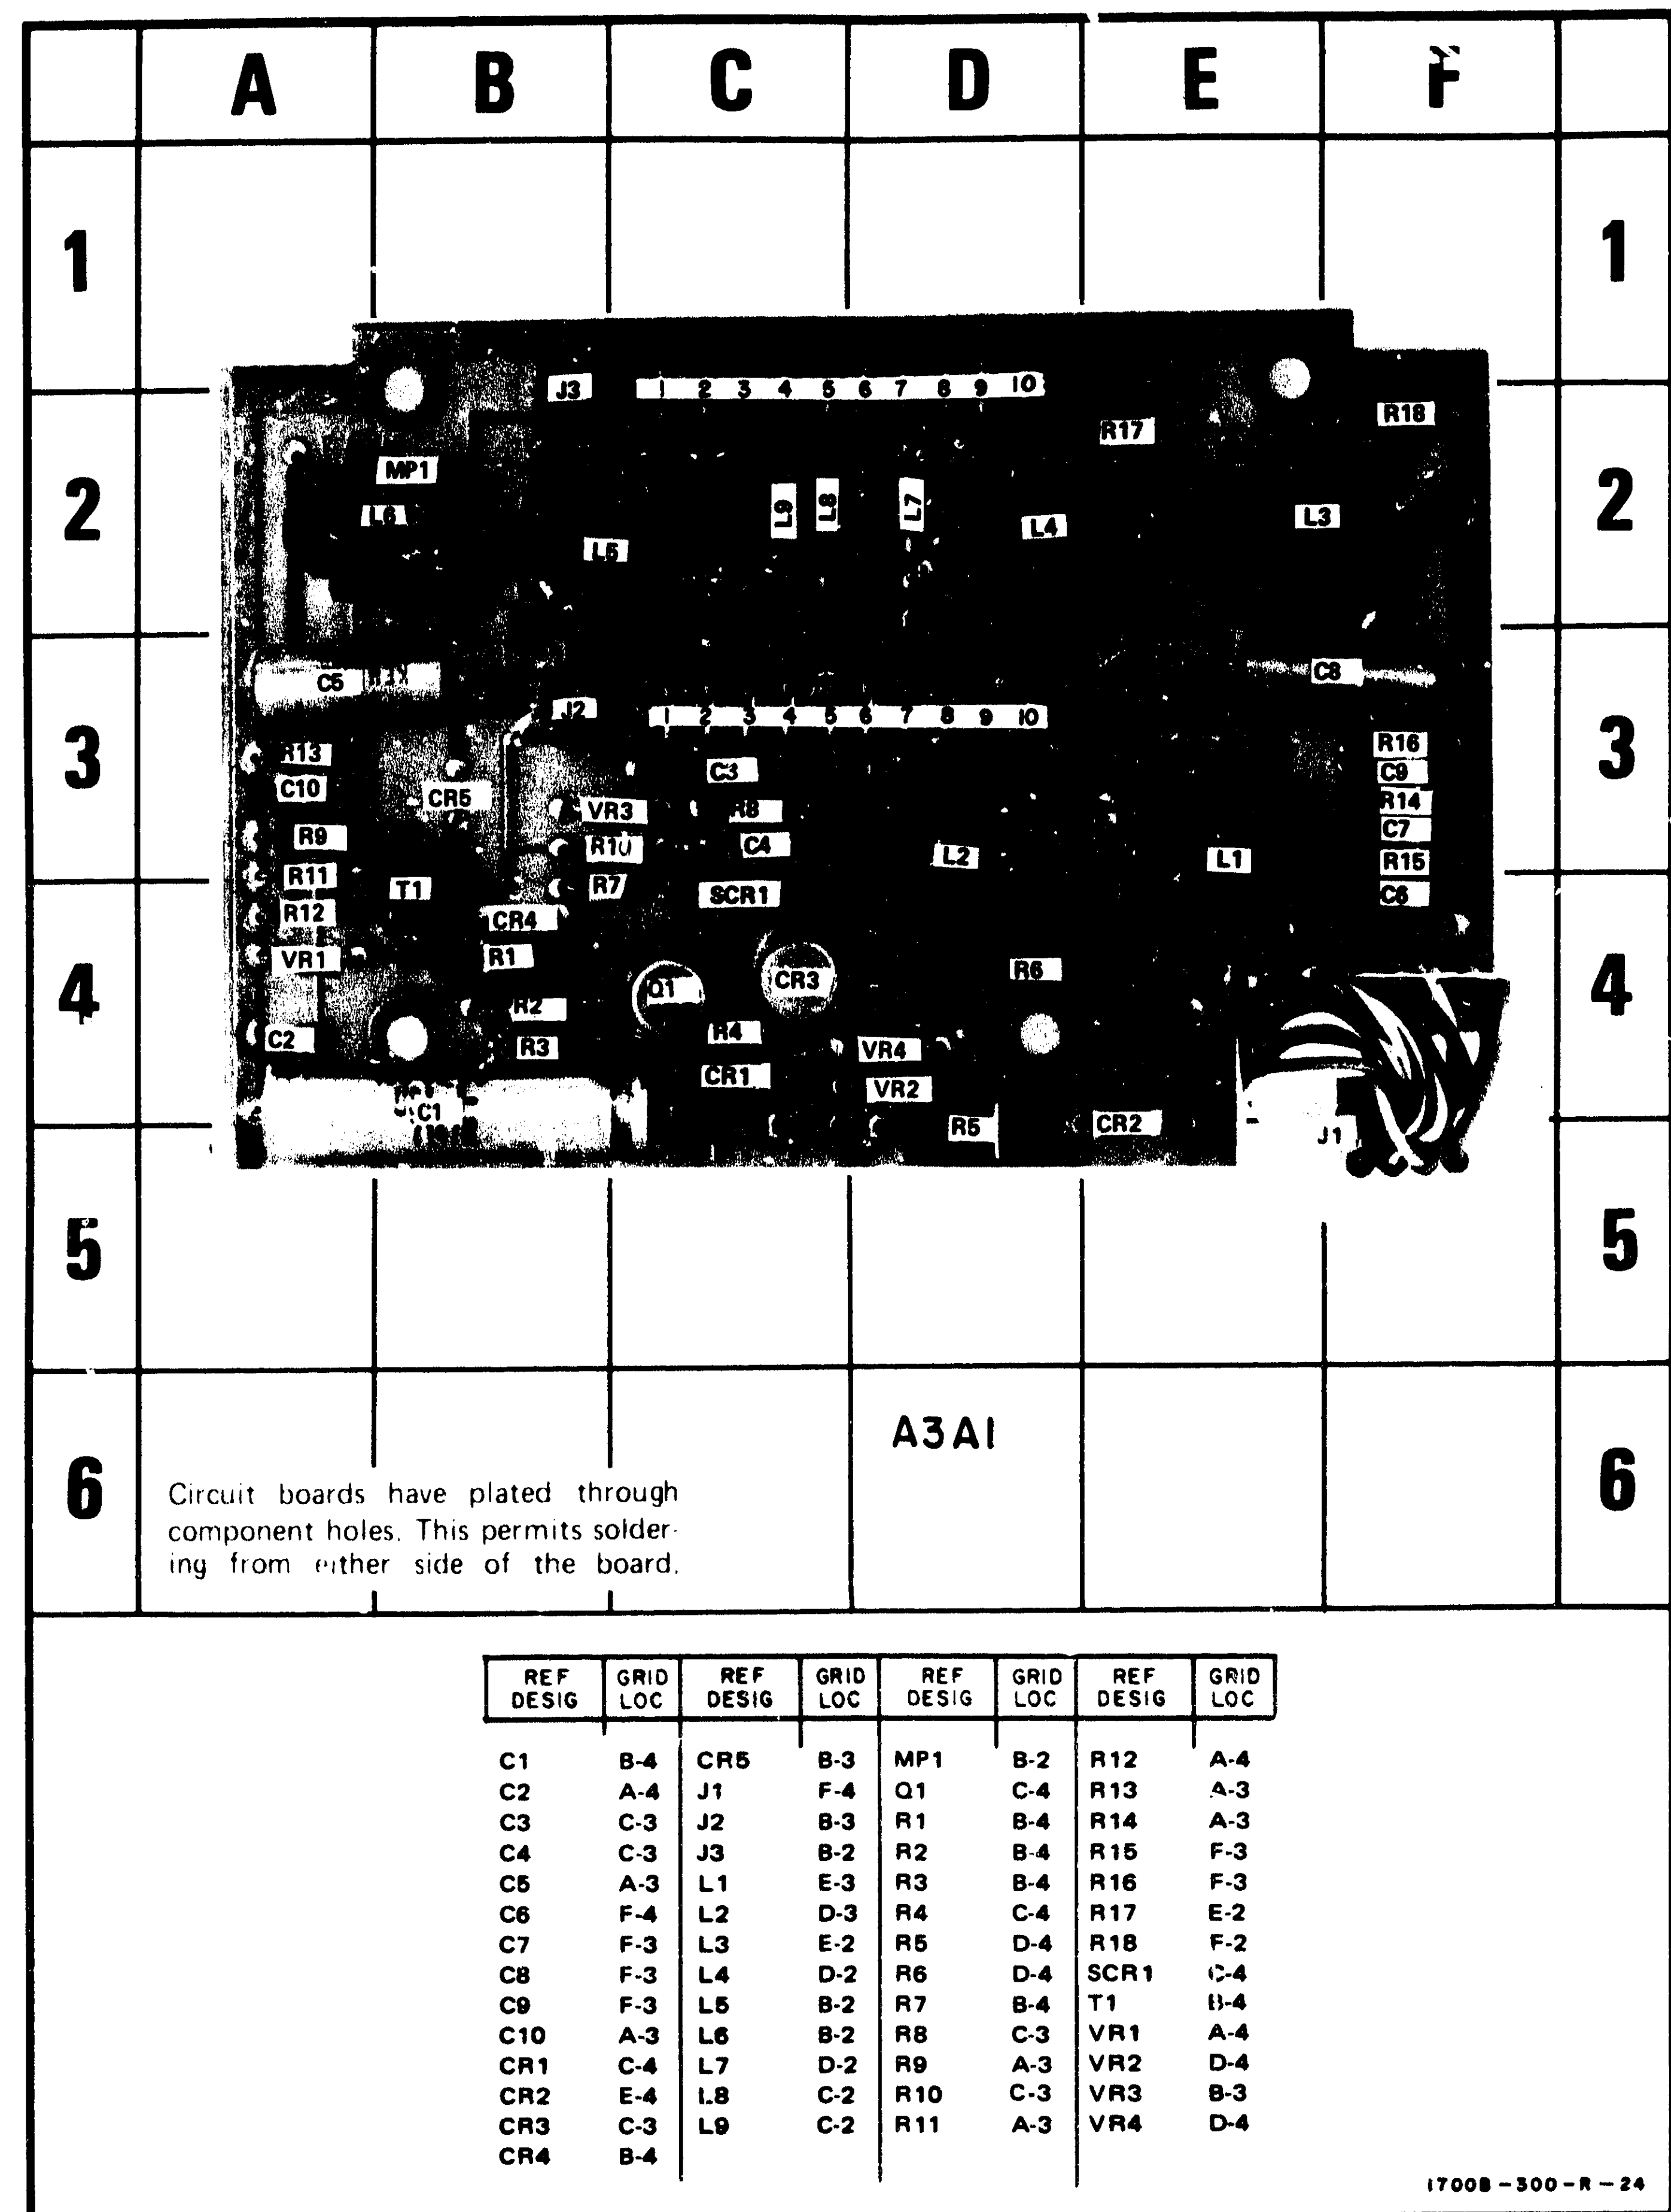 A B C D E F
1 1
J3 1 2 3 4 5 6 7 8 9 10
R18
R17
MP1
2 L6 L9 L8 L7 L4 L3 2
L5
C5 C8
J2 1 2 3 4 5 6 7 8 9 10
3 R13 C3 R16 3
C10 CR5 C9
VR3 R8 R14
R9 R10 C4 C7
L2 L1 R15
R11 T1 R7 SCR1 C6
R12 CR4
VR1 R1 R6
4 Q1 CR3 4
R2
C2 R3 R4 VR4
CR1 VR2
C1
R5 CR2 J1
5 5
A3A1
6 6
Circuit boards have plated through
component holes. This permits solder-
ing from either side of the board.
REF DESIG GRID LOC REF DESIG GRID LOC REF DESIG GRID LOC REF DESIG GRID LOC
C1 B-4 CR5 B-3 MP1 B-2 R12 A-4
C2 A-4 J1 F-4 Q1 C-4 R13 A-3
C3 C-3 J2 B-3 R1 B-4 R14 A-3
C4 C-3 J3 B-2 R2 B-4 R15 F-3
C5 A-3 L1 E-3 R3 B-4 R16 F-3
C6 F-4 L2 D-3 R4 C-4 R17 E-2
C7 F-3 L3 E-2 R5 D-4 R18 F-2
C8 F-3 L4 D-2 R6 D-4 SCR1 C-4
C9 F-3 L5 B-2 R7 B-4 T1 B-4
C10 A-3 L6 B-2 R8 C-3 VR1 A-4
CR1 C-4 L7 D-2 R9 A-3 VR2 D-4
CR2 E-4 L8 C-2 R10 C-3 VR3 B-3
CR3 C-3 L9 C-2 R11 A-3 VR4 D-4
CR4 B-4
1700B-300-R-24